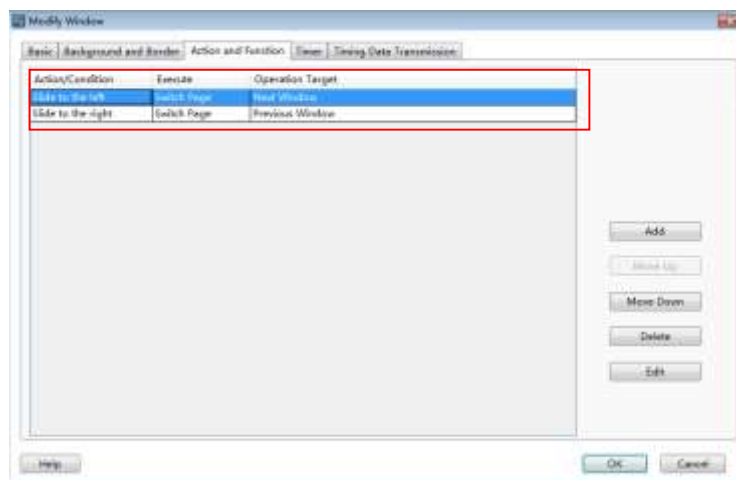 Modify Window
Basic Background and Border Action and Function Timer Timing Data Transmission
Action/Condition Execute Operation Target
Slide to the left Switch Page Next Window
Slide to the right Switch Page Previous Window
Add
Move Up
Move Down
Delete
Edit
Help OK Cancel